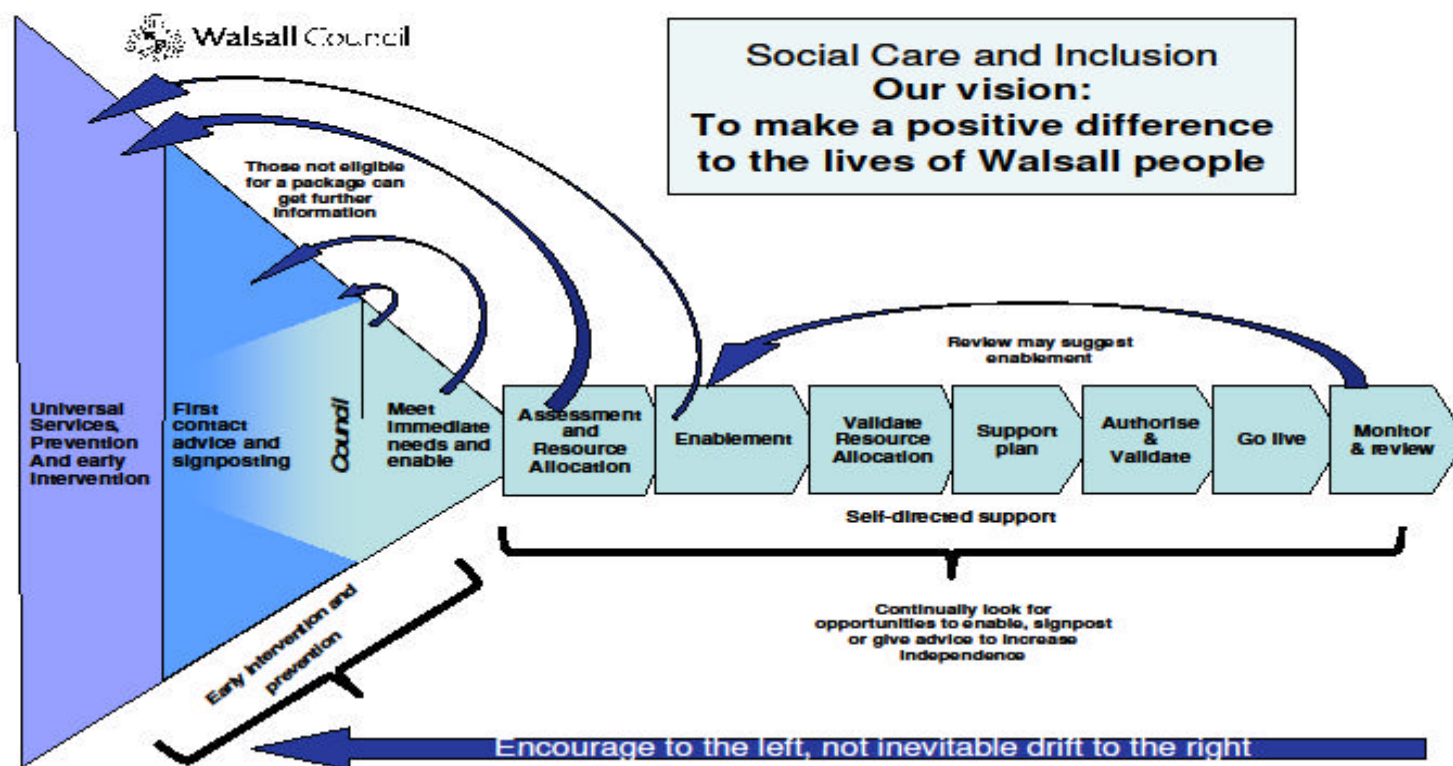 Walsall Council
Social Care and Inclusion
Our vision:
To make a positive difference
to the lives of Walsall people
Those not eligible
for a package can
get further
information
Review may suggest
enablement
Universal
Services,
Prevention
And early
Intervention
First
contact
advice and
signposting
Council
Meet
immediate
needs and
enable
Assessment
and
Resource
Allocation
Enablement
Validate
Resource
Allocation
Support
plan
Authorise
&
Validate
Go live
Monitor
& review
Self-directed support
Early intervention and
prevention
Continually look for
opportunities to enable, signpost
or give advice to increase
independence
Encourage to the left, not inevitable drift to the right